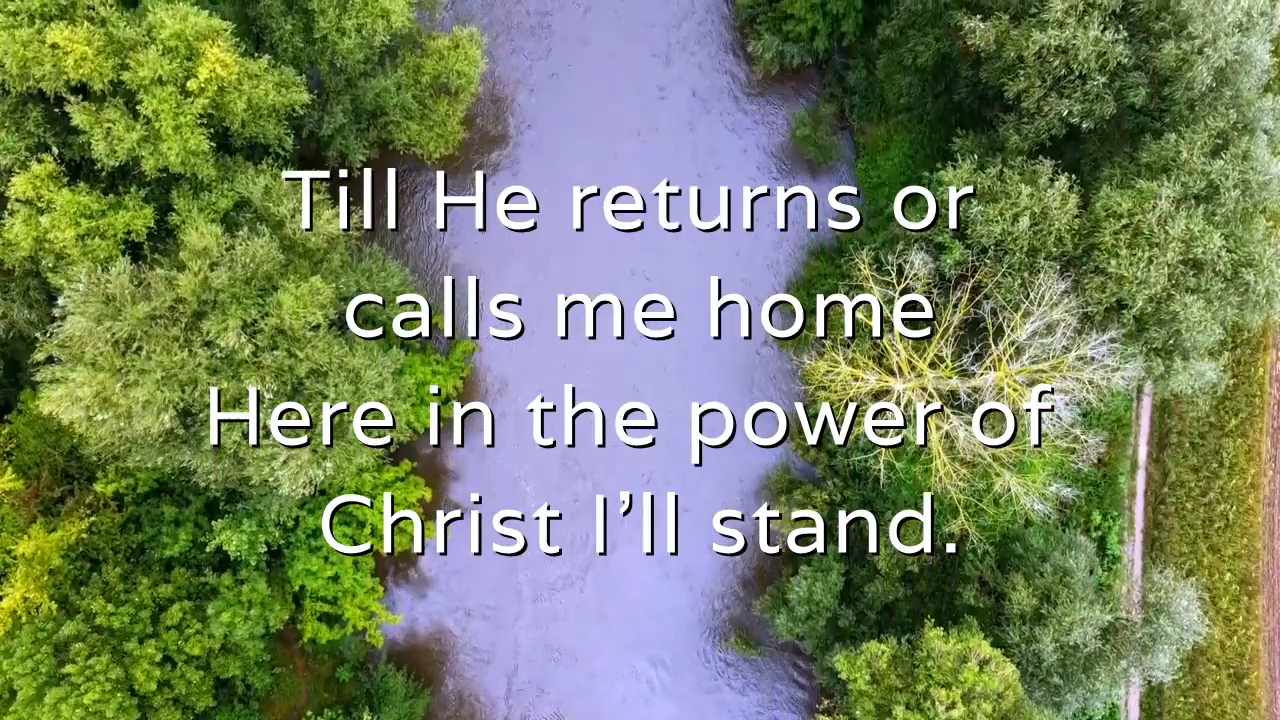 Till He returns or
calls me home
Here in the power of
Christ I’ll stand.